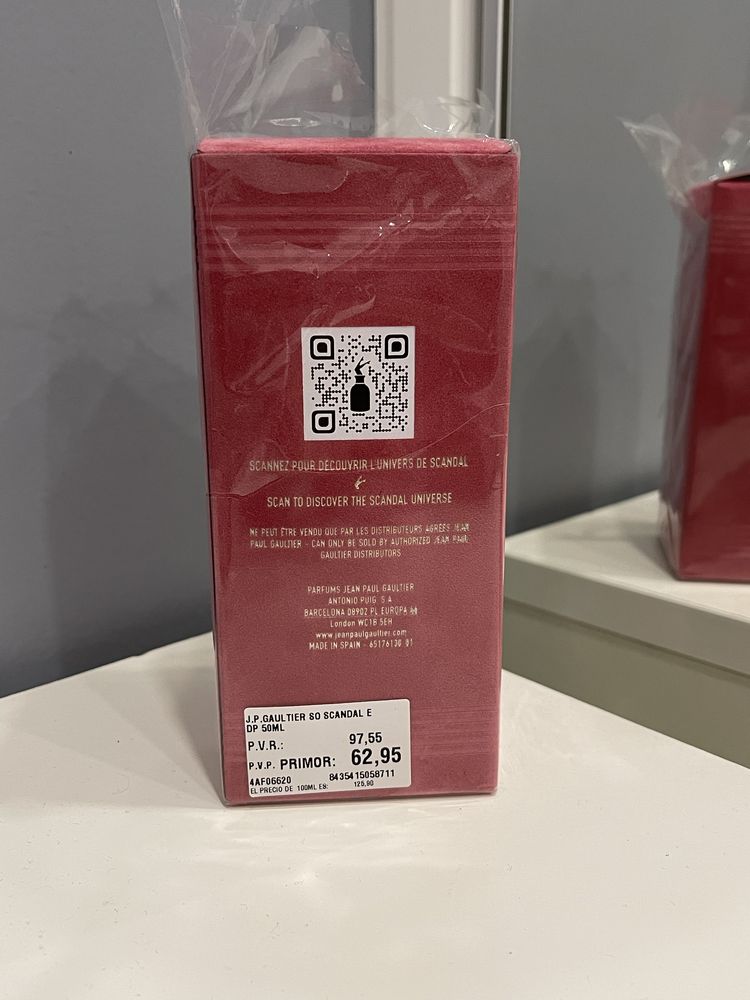 SCANNEZ POUR DÉCOUVRIR L'UNIVERS DE SCANDAL
SCAN TO DISCOVER THE SCANDAL UNIVERSE
NE PEUT ÊTRE VENDU QUE PAR LES DISTRIBUTEURS AGRÉÉS JEAN
PAUL GAULTIER - CAN ONLY BE SOLD BY AUTHORIZED JEAN PAUL
GAULTIER DISTRIBUTORS
PARFUMS JEAN PAUL GAULTIER
ANTONIO PUIG S.A
BARCELONA 08902 PL EUROPA 44
London WC1B 5EH
www.jeanpaulgaultier.com
MADE IN SPAIN - 65176130 01
J.P.GAULTIER SO SCANDAL E
DP 50ML
P.V.R.: 97,55
P.V.P. PRIMOR: 62,95
4AF06620 8435415058711
EL PRECIO DE 100ML ES: 125,90